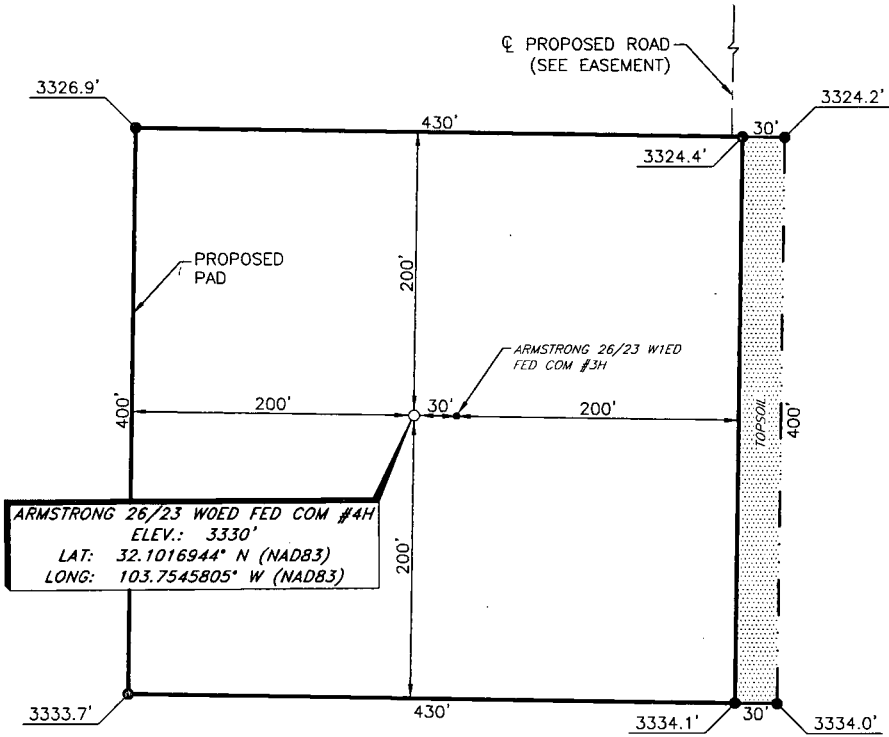 ℄ PROPOSED ROAD
(SEE EASEMENT)
3326.9'
3324.2'
430'
30'
3324.4'
PROPOSED
PAD
200'
ARMSTRONG 26/23 W1ED
FED COM #3H
200'
30'
200'
400'
TOPSOIL
400'
ARMSTRONG 26/23 W0ED FED COM #4H
ELEV.: 3330'
LAT: 32.1016944° N (NAD83)
LONG: 103.7545805° W (NAD83)
200'
3333.7'
430'
3334.1'
30'
3334.0'